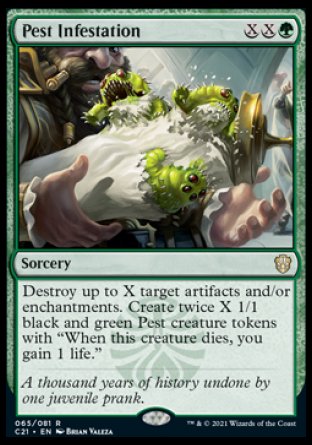 Pest Infestation XXG
Sorcery
Destroy up to X target artifacts and/or
enchantments. Create twice X 1/1
black and green Pest creature tokens
with “When this creature dies, you
gain 1 life.”
A thousand years of history undone by
one juvenile prank.
065/081 R
C21 • EN Brian Valeza
™ & © 2021 Wizards of the Coast